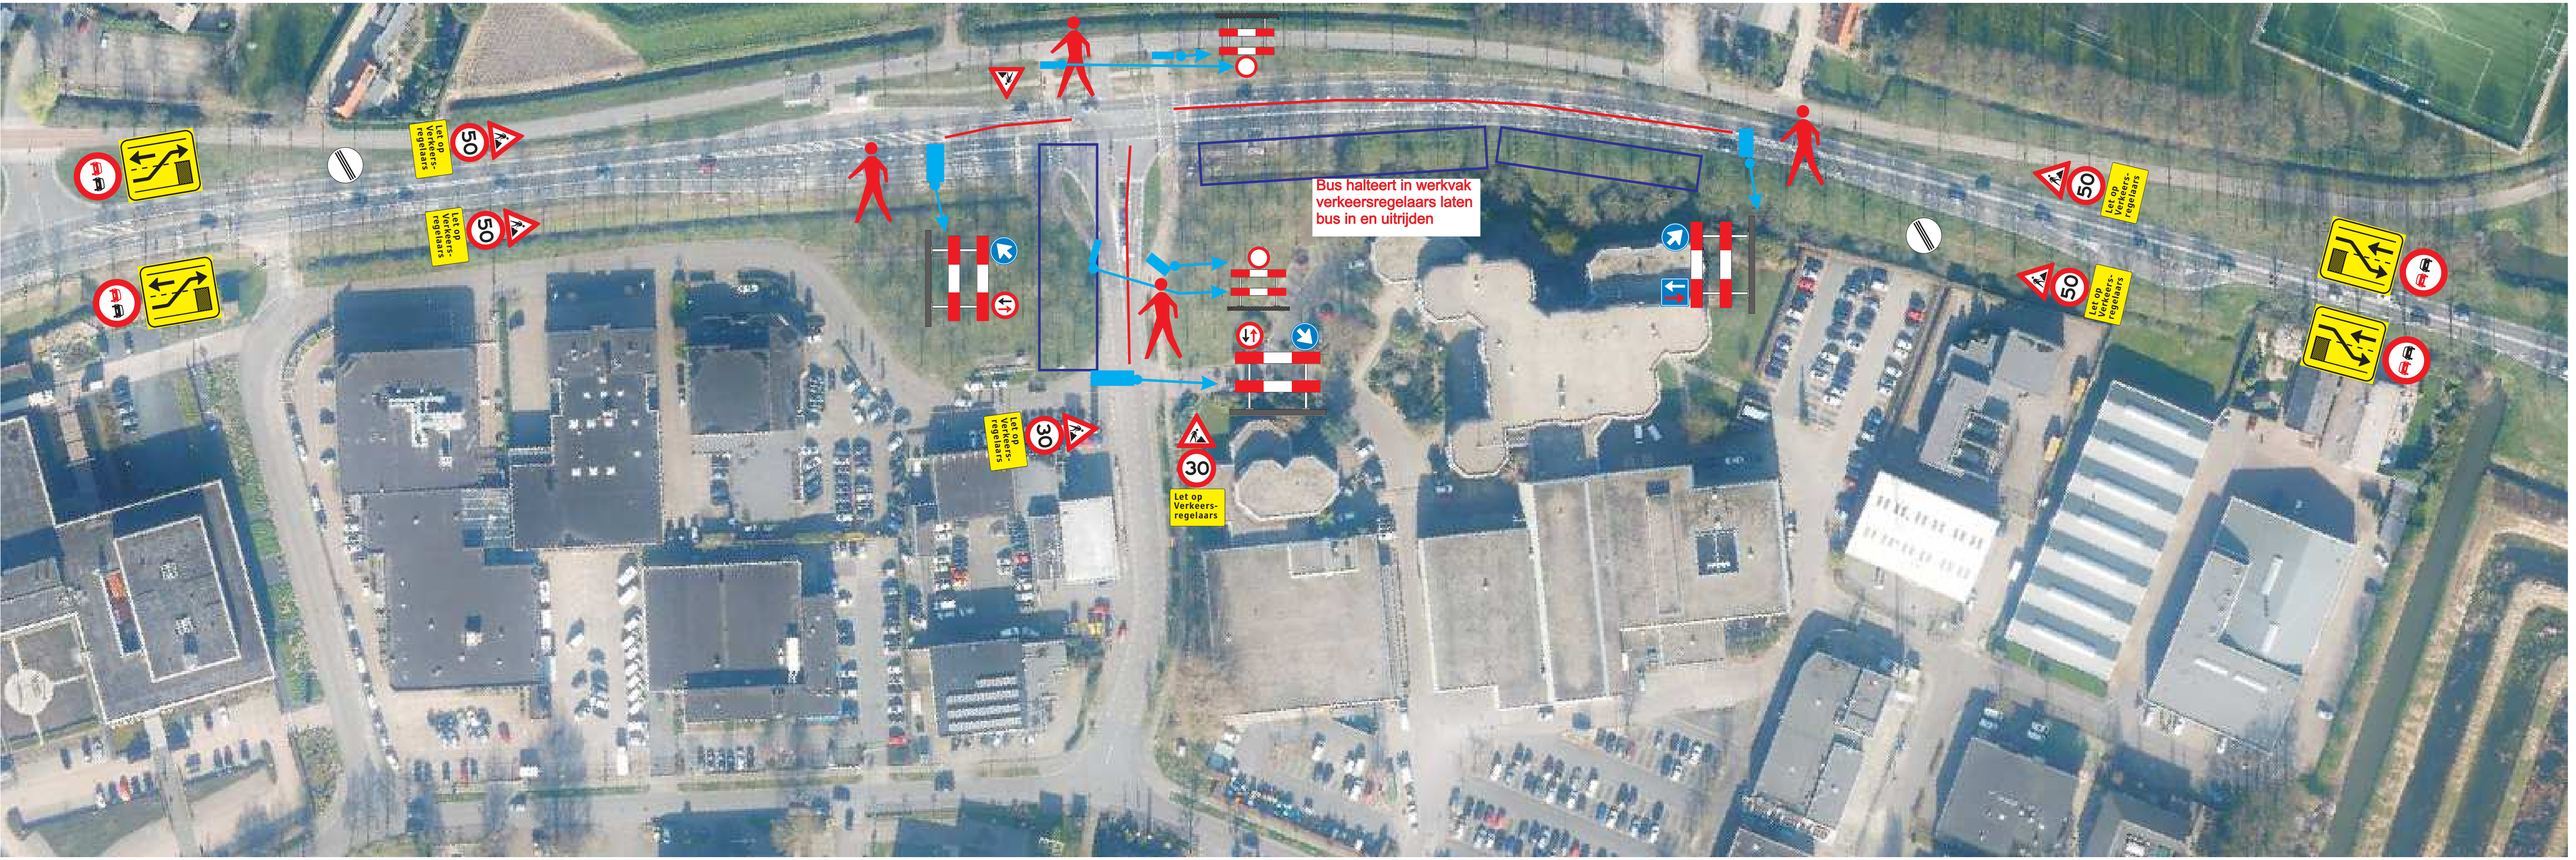 Let op
Verkeers-
regelaars
50
Let op
Verkeers-
regelaars
50
Bus halteert in werkvak
verkeersregelaars laten
bus in en uitrijden
50
Let op
Verkeers-
regelaars
50
Let op
Verkeers-
regelaars
Let op
Verkeers-
regelaars
30
30
Let op
Verkeers-
regelaars